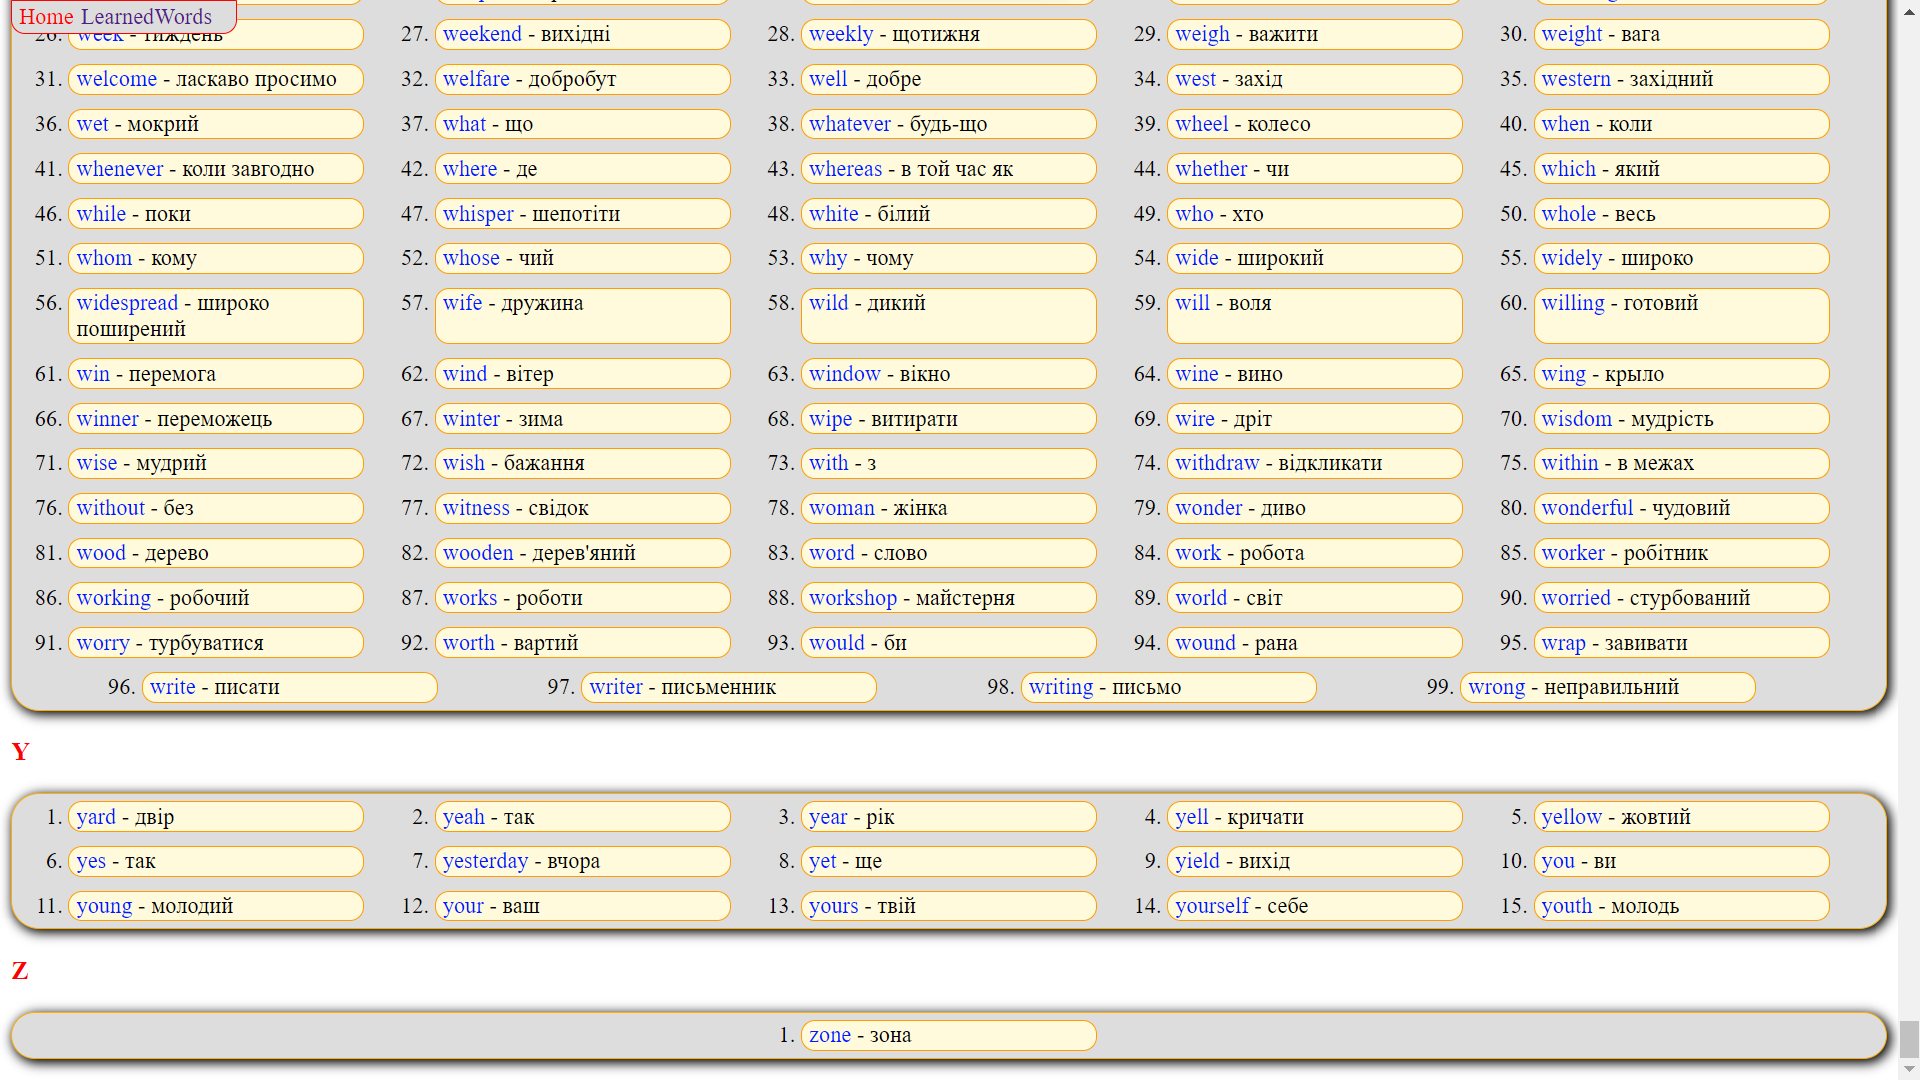 Home LearnedWords
26. week - тиждень 27. weekend - вихідні 28. weekly - щотижня 29. weigh - важити 30. weight - вага
31. welcome - ласкаво просимо 32. welfare - добробут 33. well - добре 34. west - захід 35. western - західний
36. wet - мокрий 37. what - що 38. whatever - будь-що 39. wheel - колесо 40. when - коли
41. whenever - коли завгодно 42. where - де 43. whereas - в той час як 44. whether - чи 45. which - який
46. while - поки 47. whisper - шепотіти 48. white - білий 49. who - хто 50. whole - весь
51. whom - кому 52. whose - чий 53. why - чому 54. wide - широкий 55. widely - широко
56. widespread - широко поширений 57. wife - дружина 58. wild - дикий 59. will - воля 60. willing - готовий
61. win - перемога 62. wind - вітер 63. window - вікно 64. wine - вино 65. wing - крыло
66. winner - переможець 67. winter - зима 68. wipe - витирати 69. wire - дріт 70. wisdom - мудрість
71. wise - мудрий 72. wish - бажання 73. with - з 74. withdraw - відкликати 75. within - в межах
76. without - без 77. witness - свідок 78. woman - жінка 79. wonder - диво 80. wonderful - чудовий
81. wood - дерево 82. wooden - дерев'яний 83. word - слово 84. work - робота 85. worker - робітник
86. working - робочий 87. works - роботи 88. workshop - майстерня 89. world - світ 90. worried - стурбований
91. worry - турбуватися 92. worth - вартий 93. would - би 94. wound - рана 95. wrap - завивати
96. write - писати 97. writer - письменник 98. writing - письмо 99. wrong - неправильний
Y
1. yard - двір 2. yeah - так 3. year - рік 4. yell - кричати 5. yellow - жовтий
6. yes - так 7. yesterday - вчора 8. yet - ще 9. yield - вихід 10. you - ви
11. young - молодий 12. your - ваш 13. yours - твій 14. yourself - себе 15. youth - молодь
Z
1. zone - зона